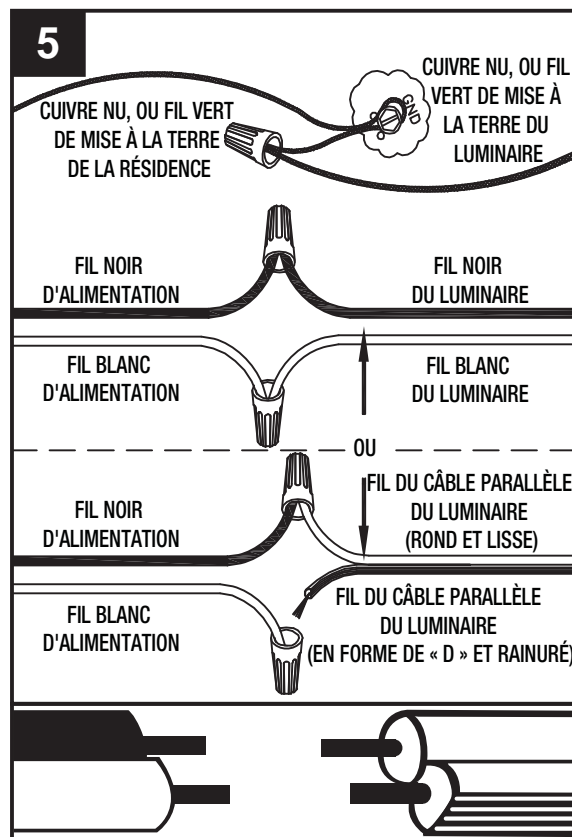 5
CUIVRE NU, OU FIL VERT
DE MISE À LA TERRE
DE LA RÉSIDENCE
CUIVRE NU, OU FIL
VERT DE MISE À
LA TERRE DU
LUMINAIRE
GND
FIL NOIR
D'ALIMENTATION
FIL NOIR
DU LUMINAIRE
FIL BLANC
D'ALIMENTATION
FIL BLANC
DU LUMINAIRE
OU
FIL NOIR
D'ALIMENTATION
FIL DU CÂBLE PARALLÈLE
DU LUMINAIRE
(ROND ET LISSE)
FIL BLANC
D'ALIMENTATION
FIL DU CÂBLE PARALLÈLE
DU LUMINAIRE
(EN FORME DE « D » ET RAINURÉ)